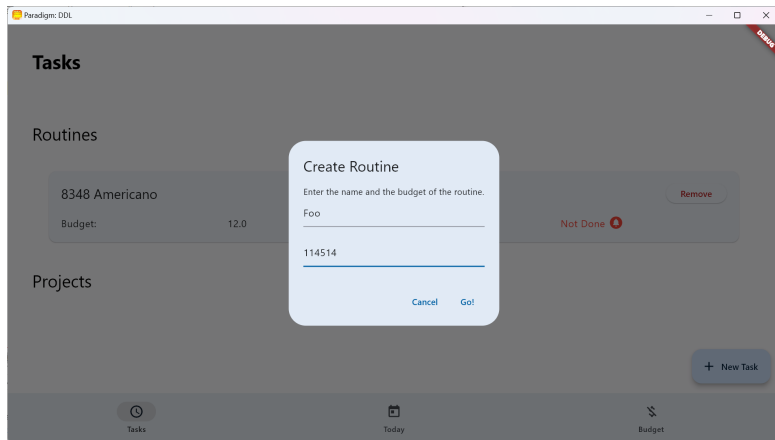 Paradigm: DDL
DEBUG
Tasks
Routines
8348 Americano
Remove
Budget: 12.0
Not Done
Create Routine
Enter the name and the budget of the routine.
Foo
114514
Cancel Go!
Projects
+ New Task
Tasks Today Budget